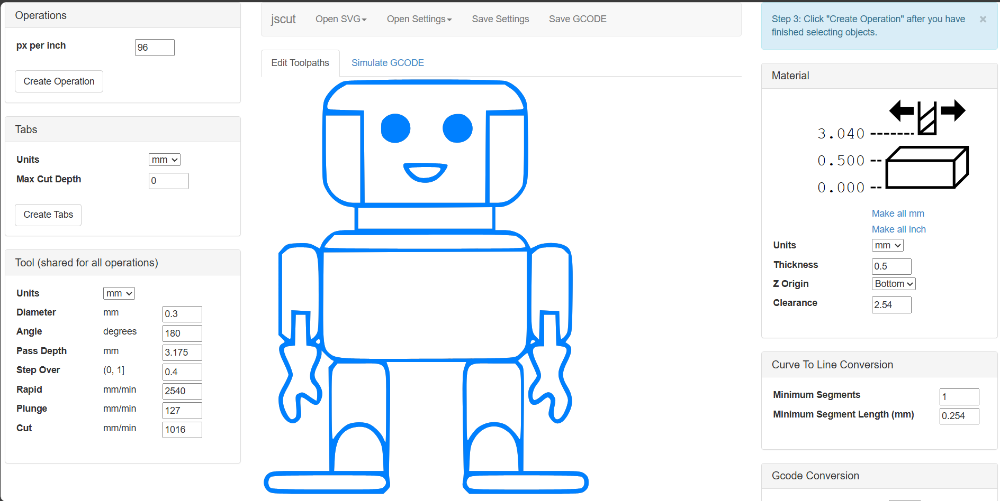 Operations
px per inch 96
Create Operation
Tabs
Units mm
Max Cut Depth 0
Create Tabs
Tool (shared for all operations)
Units mm
Diameter mm 0.3
Angle degrees 180
Pass Depth mm 3.175
Step Over (0, 1] 0.4
Rapid mm/min 2540
Plunge mm/min 127
Cut mm/min 1016
jscut Open SVG Open Settings Save Settings Save GCODE
Edit Toolpaths Simulate GCODE
Step 3: Click "Create Operation" after you have ×
finished selecting objects.
Material
3.040
0.500
0.000
Make all mm
Make all inch
Units mm
Thickness 0.5
Z Origin Bottom
Clearance 2.54
Curve To Line Conversion
Minimum Segments 1
Minimum Segment Length (mm) 0.254
Gcode Conversion